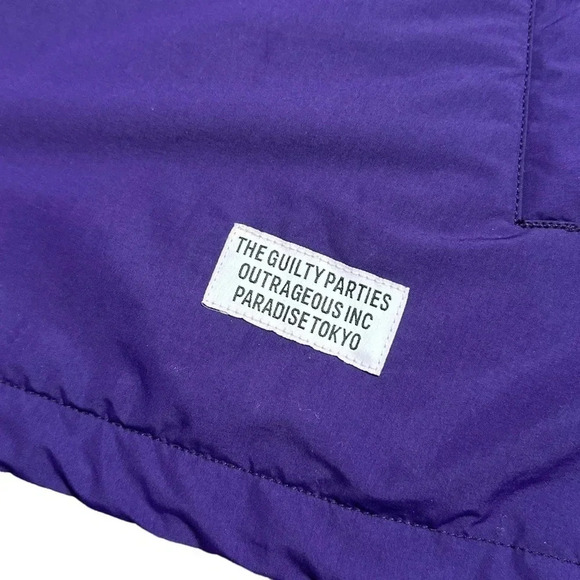 THE GUILTY PARTIES
OUTRAGEOUS INC
PARADISE TOKYO